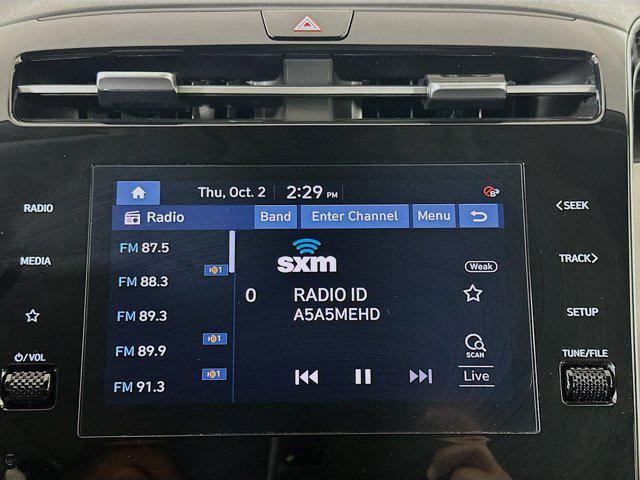 Thu, Oct. 2 2:29 PM
Radio Band Enter Channel Menu
RADIO
MEDIA
⏻/VOL
FM 87.5
FM 88.3
FM 89.3
FM 89.9
FM 91.3
sxm
Weak
0 RADIO ID
A5A5MEHD
SCAN
Live
<SEEK
TRACK>
SETUP
TUNE/FILE